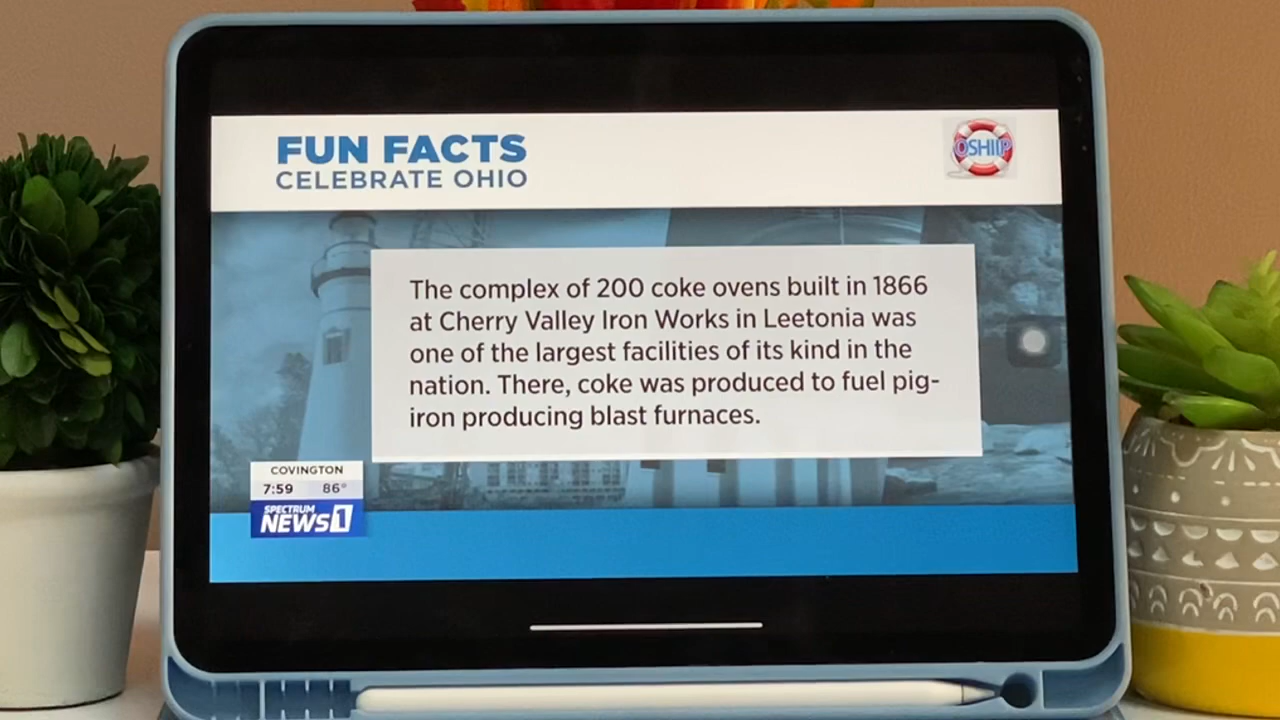 FUN FACTS
CELEBRATE OHIO
OSHIIP
The complex of 200 coke ovens built in 1866
at Cherry Valley Iron Works in Leetonia was
one of the largest facilities of its kind in the
nation. There, coke was produced to fuel pig-
iron producing blast furnaces.
COVINGTON
7:59 86°
SPECTRUM
NEWS 1